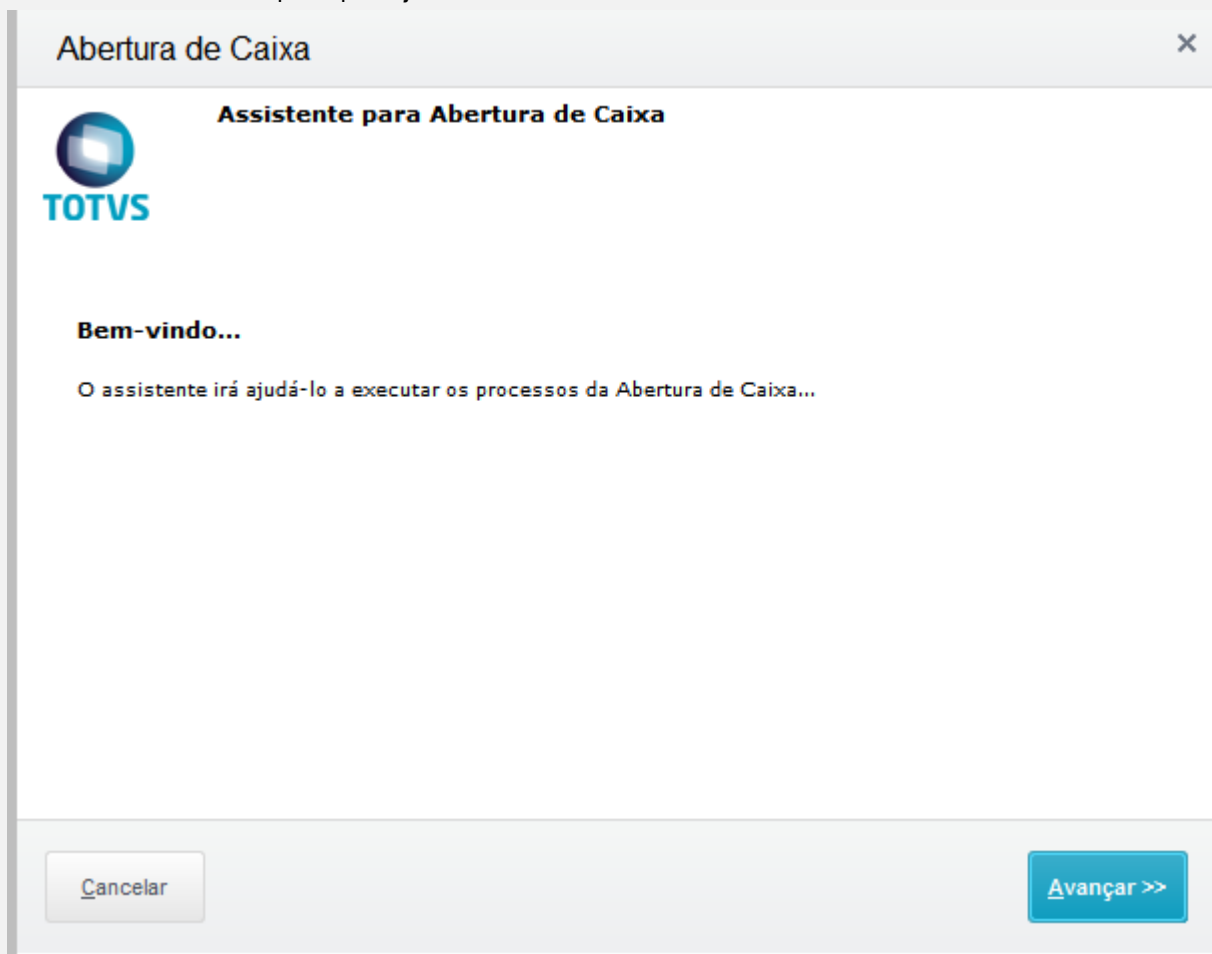 Abertura de Caixa
Assistente para Abertura de Caixa
TOTVS
Bem-vindo...
O assistente irá ajudá-lo a executar os processos da Abertura de Caixa...
Cancelar
Avançar >>